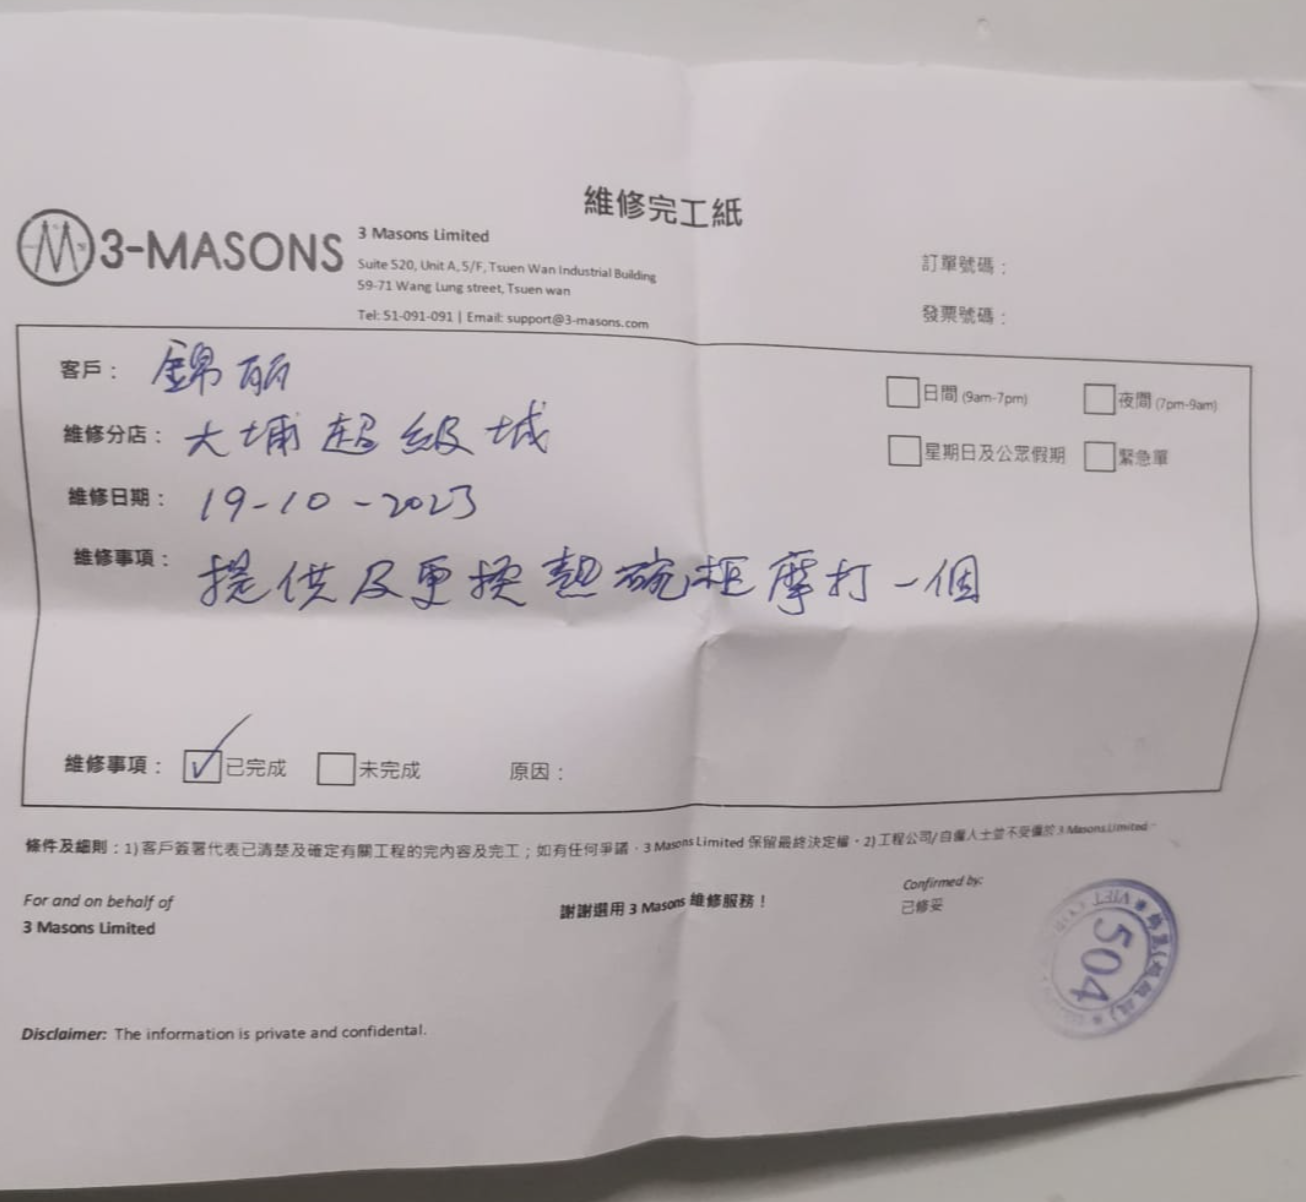 維修完工紙
3-MASONS
3 Masons Limited
Suite 520, Unit A, 5/F, Tsuen Wan Industrial Building
59-71 Wang Lung street, Tsuen wan
Tel: 51-091-091 | Email: support@3-masons.com
訂單號碼：
發票號碼：
客戶： 錦丽
維修分店： 大埔超级城
維修日期： 19-10-2023
維修事項： 提供及更换熱碗柜摩打一個
日間 (9am-7pm) 夜間 (7pm-9am)
星期日及公眾假期 緊急單
維修事項： 已完成 未完成 原因：
條件及細則：1) 客戶簽署代表已清楚及確定有關工程的完內容及完工；如有任何爭議，3 Masons Limited 保留最終決定權。2) 工程公司/自僱人士並不受僱於 3 Masons Limited。
For and on behalf of
3 Masons Limited
謝謝選用 3 Masons 維修服務！
Confirmed by:
已修妥
VIET
504
Disclaimer: The information is private and confidental.